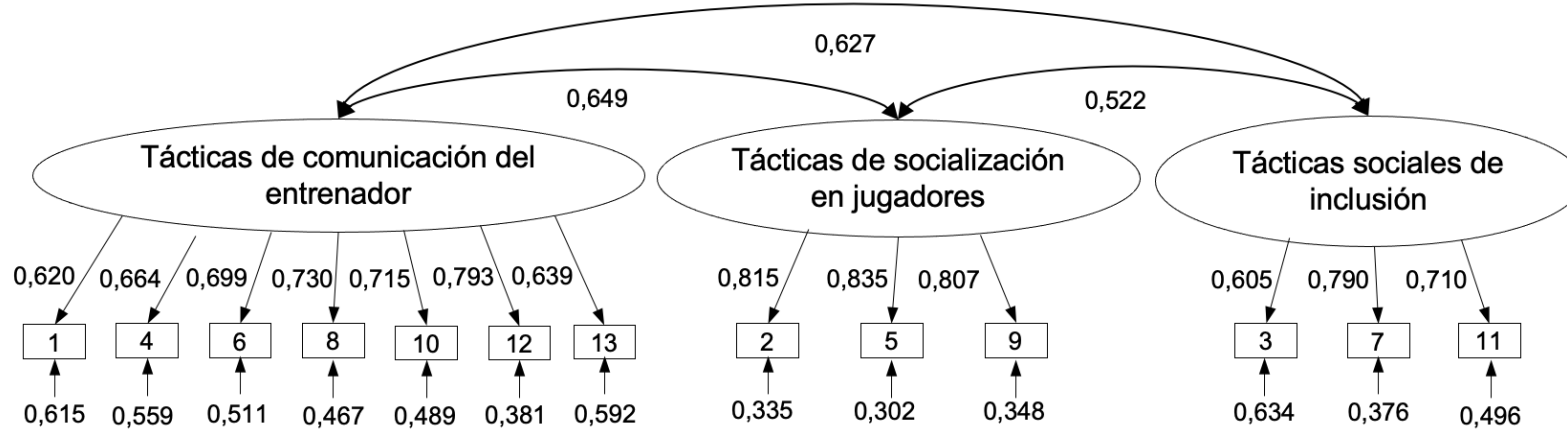 0,627
0,649
0,522
Tácticas de comunicación del
entrenador
Tácticas de socialización
en jugadores
Tácticas sociales de
inclusión
0,620 0,664 0,699 0,730 0,715 0,793 0,639 0,815 0,835 0,807 0,605 0,790 0,710
1 4 6 8 10 12 13 2 5 9 3 7 11
0,615 0,559 0,511 0,467 0,489 0,381 0,592 0,335 0,302 0,348 0,634 0,376 0,496